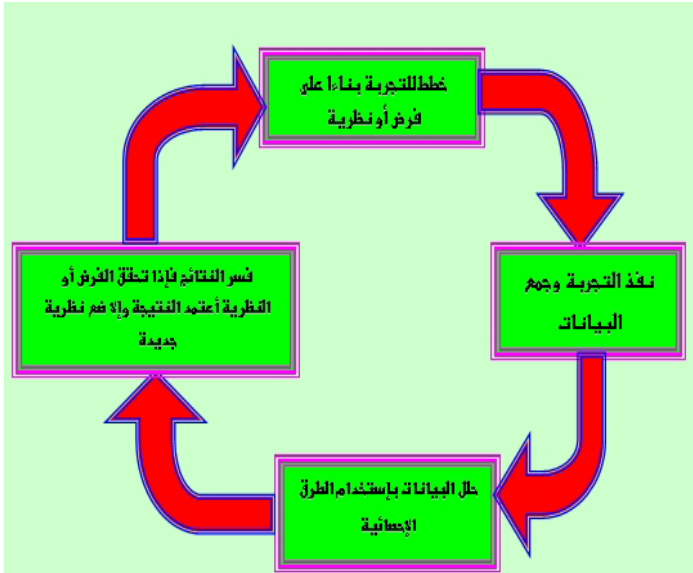 خطط للتجربة بناءا على
فرض أو نظرية
نفذ التجربة وجمع
البيانات
حلل البيانات بإستخدام الطرق
الإحصائية
فسر النتائج فإذا تحقق الفرض أو
النظرية أعتمد النتيجة وإلا ضع نظرية
جديدة